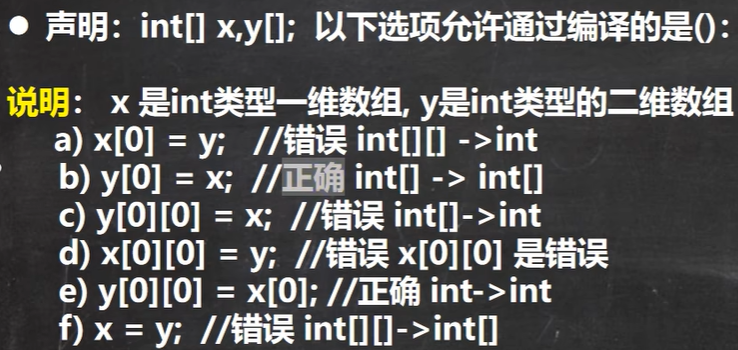 ● 声明：int[] x,y[]; 以下选项允许通过编译的是()：
说明： x 是int类型一维数组, y是int类型的二维数组
a) x[0] = y; //错误 int[][] ->int
b) y[0] = x; //正确 int[] -> int[]
c) y[0][0] = x; //错误 int[]->int
d) x[0][0] = y; //错误 x[0][0] 是错误
e) y[0][0] = x[0]; //正确 int->int
f) x = y; //错误 int[][]->int[]